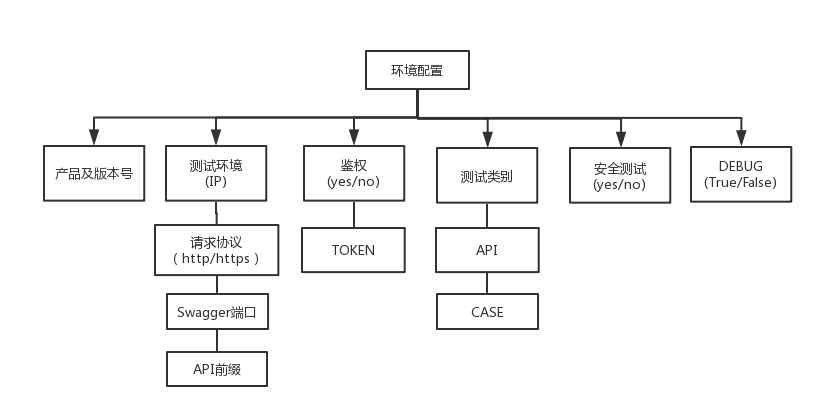 环境配置
产品及版本号
测试环境
(IP)
鉴权
(yes/no)
测试类别
安全测试
(yes/no)
DEBUG
(True/False)
请求协议
（http/https）
TOKEN
API
Swagger端口
CASE
API前缀